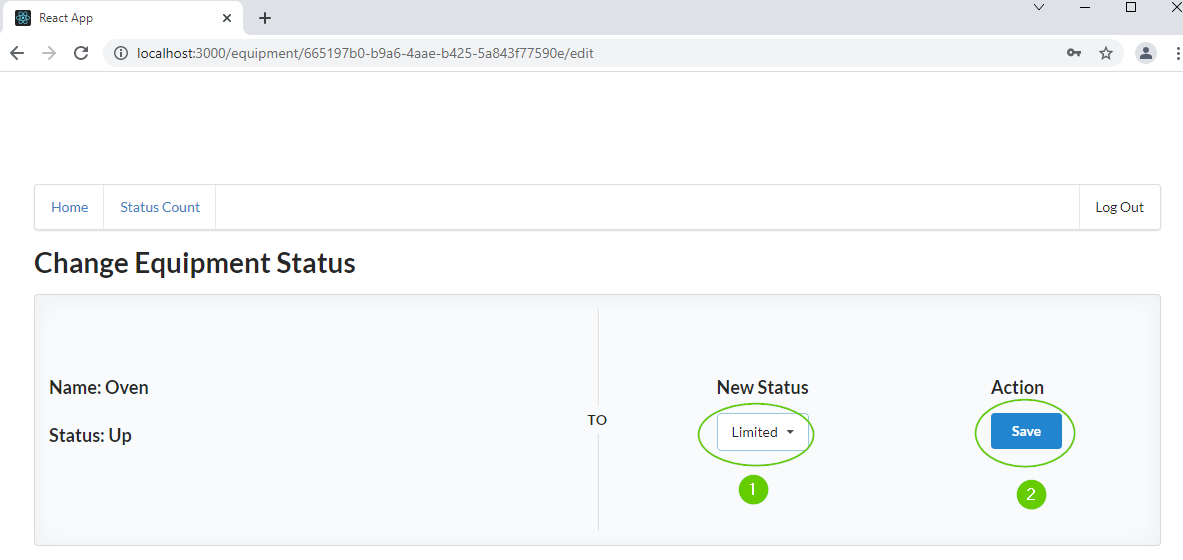 React App
localhost:3000/equipment/665197b0-b9a6-4aae-b425-5a843f77590e/edit
Home Status Count Log Out
Change Equipment Status
Name: Oven New Status Action
TO
Status: Up Limited Save
1 2